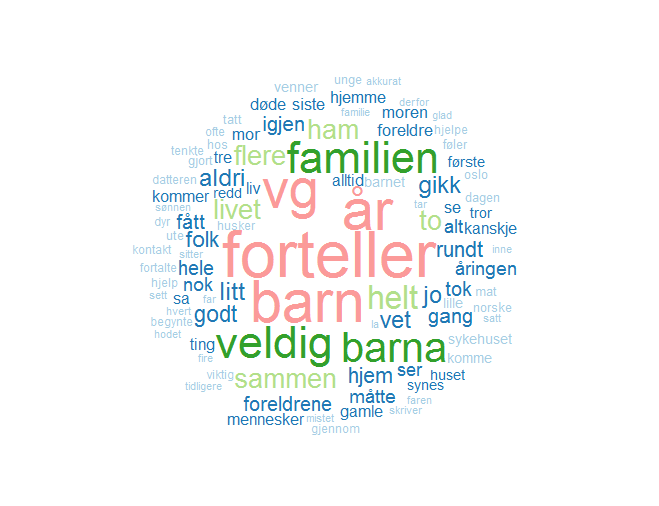 unge akkurat
venner
døde siste hjemme
derfor
familie moren glad
tatt igjen ham
ofte mor foreldre hjelpe
hos flere familien føler
tenkte
gjort tre første
aldri vg alltid barnet gikk oslo
datteren
kommer redd liv år dagen
sønnen livet tar se tror
dyr fått husker to alt kanskje
ute folk forteller rundt inne
kontakt sitter
fortalte hele åringen
hjelp nok litt barn helt jo tok mat
sett sa far lille norske
hvert godt vet gang satt
begynte la
hodet veldig barna sykehuset
ting
fire komme
viktig sammen hjem ser huset
tidligere synes
foreldrene måtte faren
mennesker mistet gamle skriver
gjennom